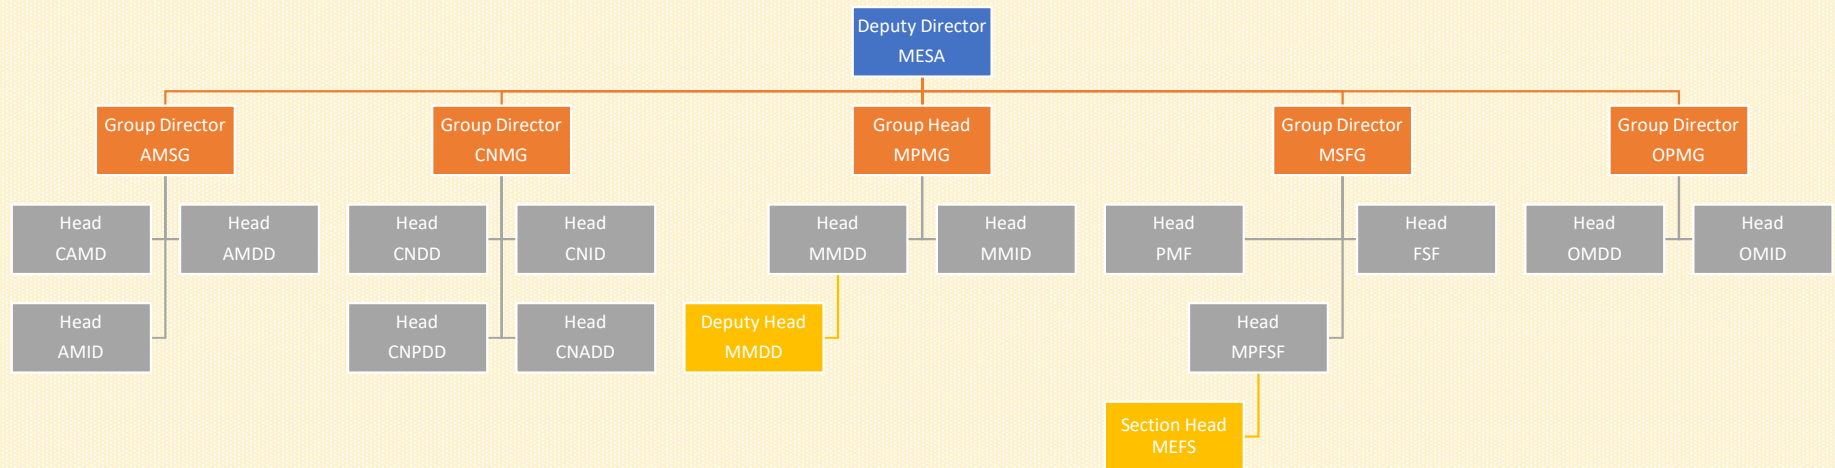 Deputy Director
MESA
Group Director
AMSG
Group Director
CNMG
Group Head
MPMG
Group Director
MSFG
Group Director
OPMG
Head
CAMD
Head
AMDD
Head
CNDD
Head
CNID
Head
MMDD
Head
MMID
Head
PMF
Head
FSF
Head
OMDD
Head
OMID
Head
AMID
Head
CNPDD
Head
CNADD
Deputy Head
MMDD
Head
MPFSF
Section Head
MEFS